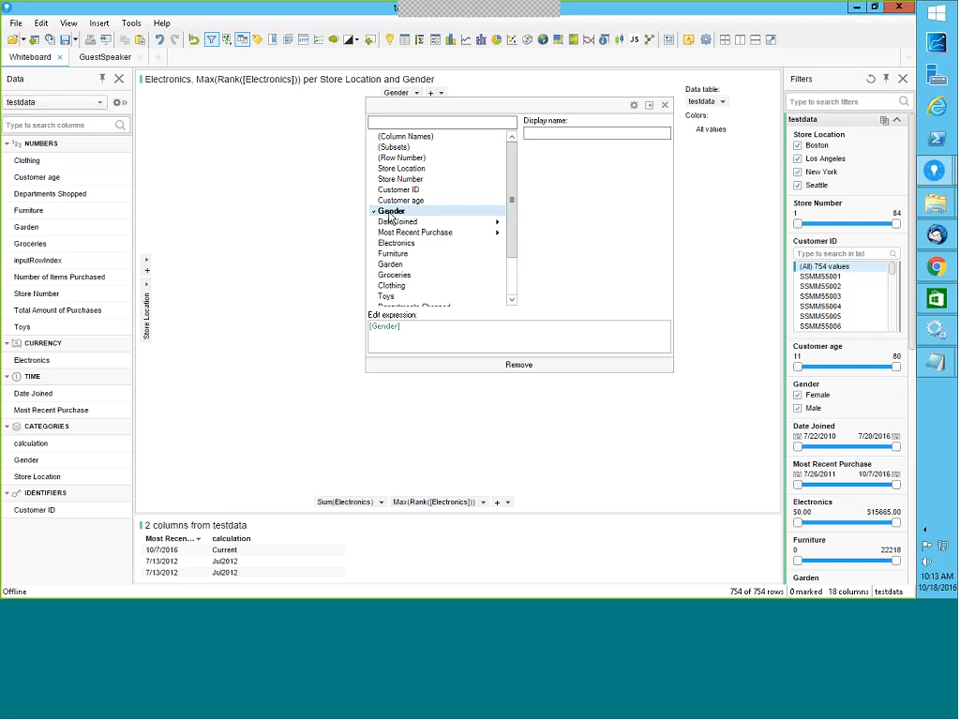 te
File Edit View Insert Tools Help
JS
Whiteboard × GuestSpeaker
Data
testdata
Type to search columns
NUMBERS
Clothing
Customer age
Departments Shopped
Furniture
Garden
Groceries
inputRowIndex
Number of Items Purchased
Store Number
Total Amount of Purchases
Toys
CURRENCY
Electronics
TIME
Date Joined
Most Recent Purchase
CATEGORIES
calculation
Gender
Store Location
IDENTIFIERS
Customer ID
Electronics, Max(Rank([Electronics])) per Store Location and Gender
Gender +
Store Location
+
Display name:
(Column Names)
(Subsets)
(Row Number)
Store Location
Store Number
Customer ID
Customer age
Gender
Date Joined
Most Recent Purchase
Electronics
Furniture
Garden
Groceries
Clothing
Toys
Departments Shopped
Edit expression:
[Gender]
Remove
Data table:
testdata
Colors:
All values
Sum(Electronics) Max(Rank([Electronics])) +
2 columns from testdata
Most Recen... calculation
10/7/2016 Current
7/13/2012 Jul2012
7/13/2012 Jul2012
Filters
Type to search filters
testdata
Store Location
Boston
Los Angeles
New York
Seattle
Store Number
1 84
Customer ID
Type to search in list
(All) 754 values
SSMM55001
SSMM55002
SSMM55003
SSMM55004
SSMM55005
SSMM55006
Customer age
11 80
Gender
Female
Male
Date Joined
7/22/2010 7/20/2016
Most Recent Purchase
7/26/2011 10/7/2016
Electronics
$0.00 $15665.00
Furniture
0 22218
Garden
Offline
754 of 754 rows 0 marked 18 columns testdata
10:13 AM
10/18/2016